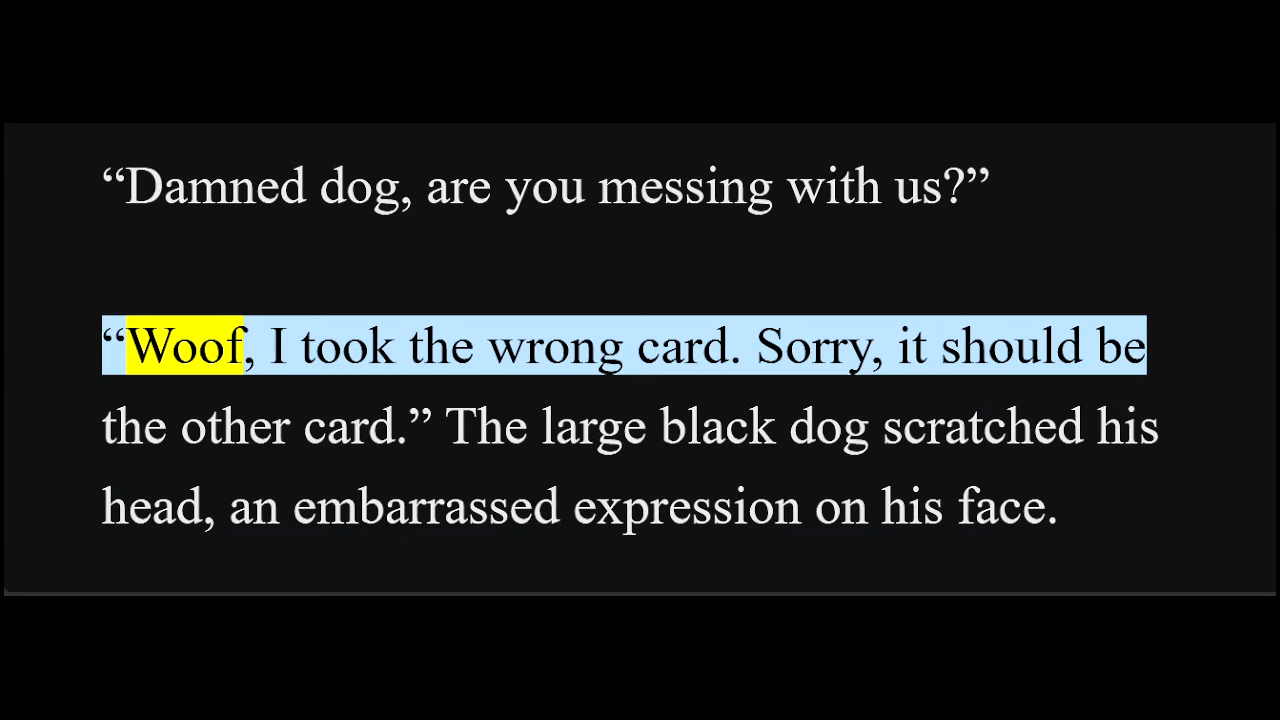 “Damned dog, are you messing with us?”
“Woof, I took the wrong card. Sorry, it should be
the other card.” The large black dog scratched his
head, an embarrassed expression on his face.